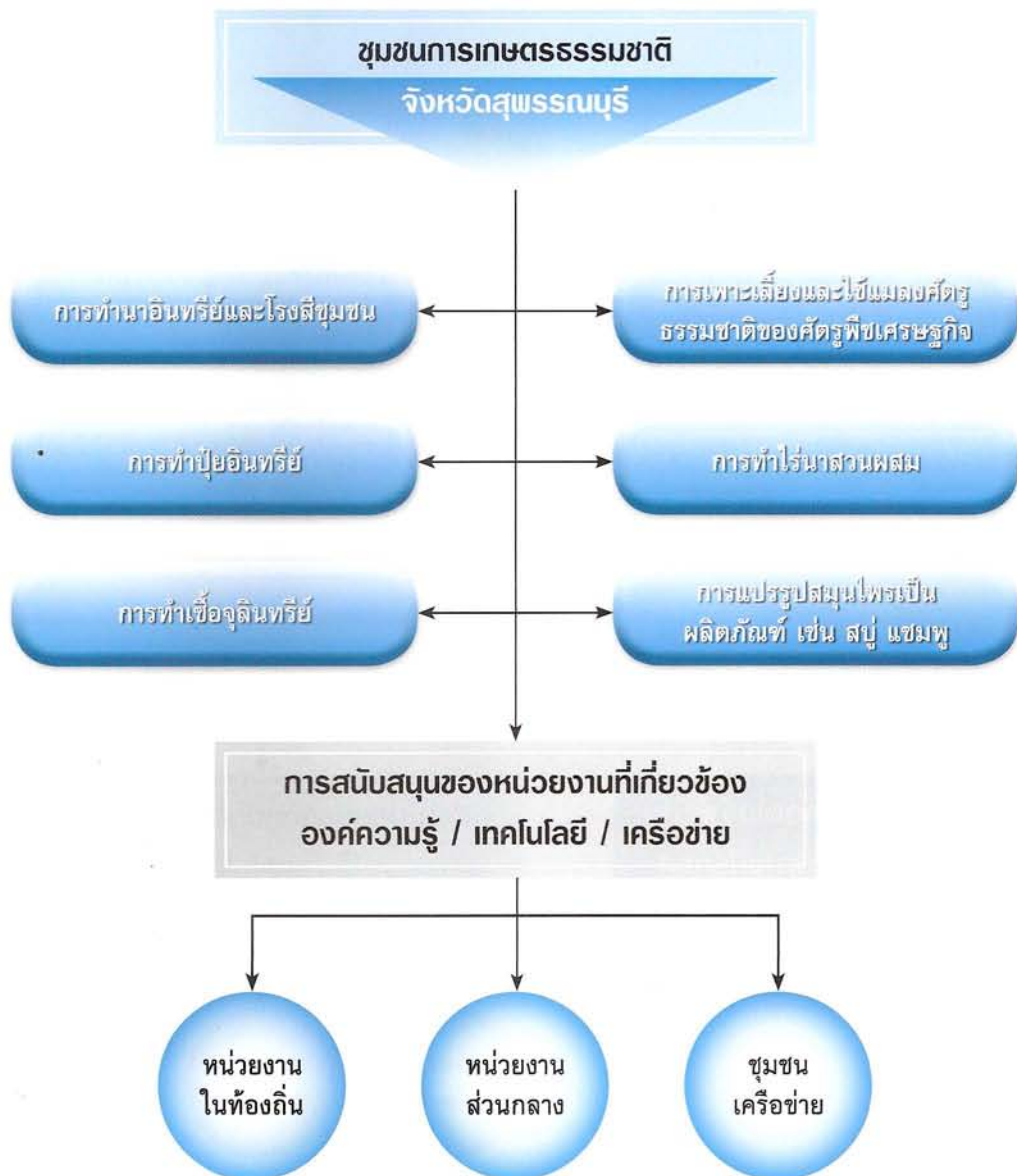 ชุมชนการเกษตรธรรมชาติ
จังหวัดสุพรรณบุรี
การทำนาอินทรีย์และโรงสีชุมชน
การเพาะเลี้ยงและใช้แมลงศัตรู
ธรรมชาติของศัตรูพืชเศรษฐกิจ
การทำปุ๋ยอินทรีย์
การทำไร่นาสวนผสม
การทำเชื้อจุลินทรีย์
การแปรรูปสมุนไพรเป็น
ผลิตภัณฑ์ เช่น สบู่ แชมพู
การสนับสนุนของหน่วยงานที่เกี่ยวข้อง
องค์ความรู้ / เทคโนโลยี / เครือข่าย
หน่วยงาน
ในท้องถิ่น
หน่วยงาน
ส่วนกลาง
ชุมชน
เครือข่าย